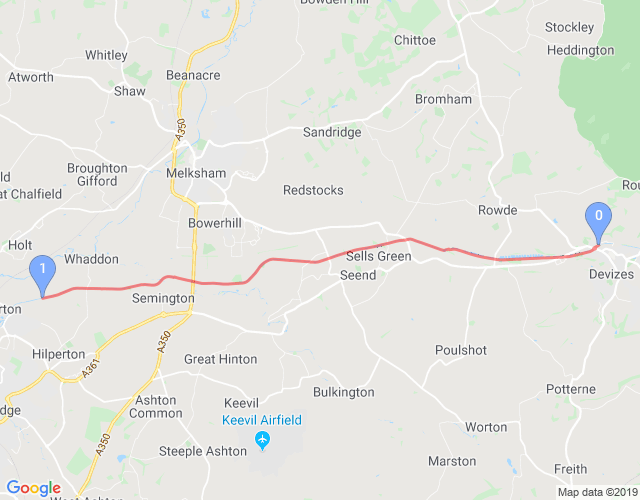 Bowden Hill
Stockley
Heddington
Chittoe
Whitley
Atworth
Beanacre
Shaw
Bromham
A350
Sandridge
Broughton
Gifford
Melksham
at Chalfield
Redstocks
Rou
Rowde
0
Bowerhill
Holt
Whaddon
Sells Green
Seend
Devizes
1
Semington
erton
A350
Hilperton
A361
Great Hinton
Poulshot
Bulkington
Potterne
Ashton
Common
Keevil
Keevil Airfield
dge
A350
Worton
Steeple Ashton
Marston
Freith
Google
West Ashton
Map data ©2019